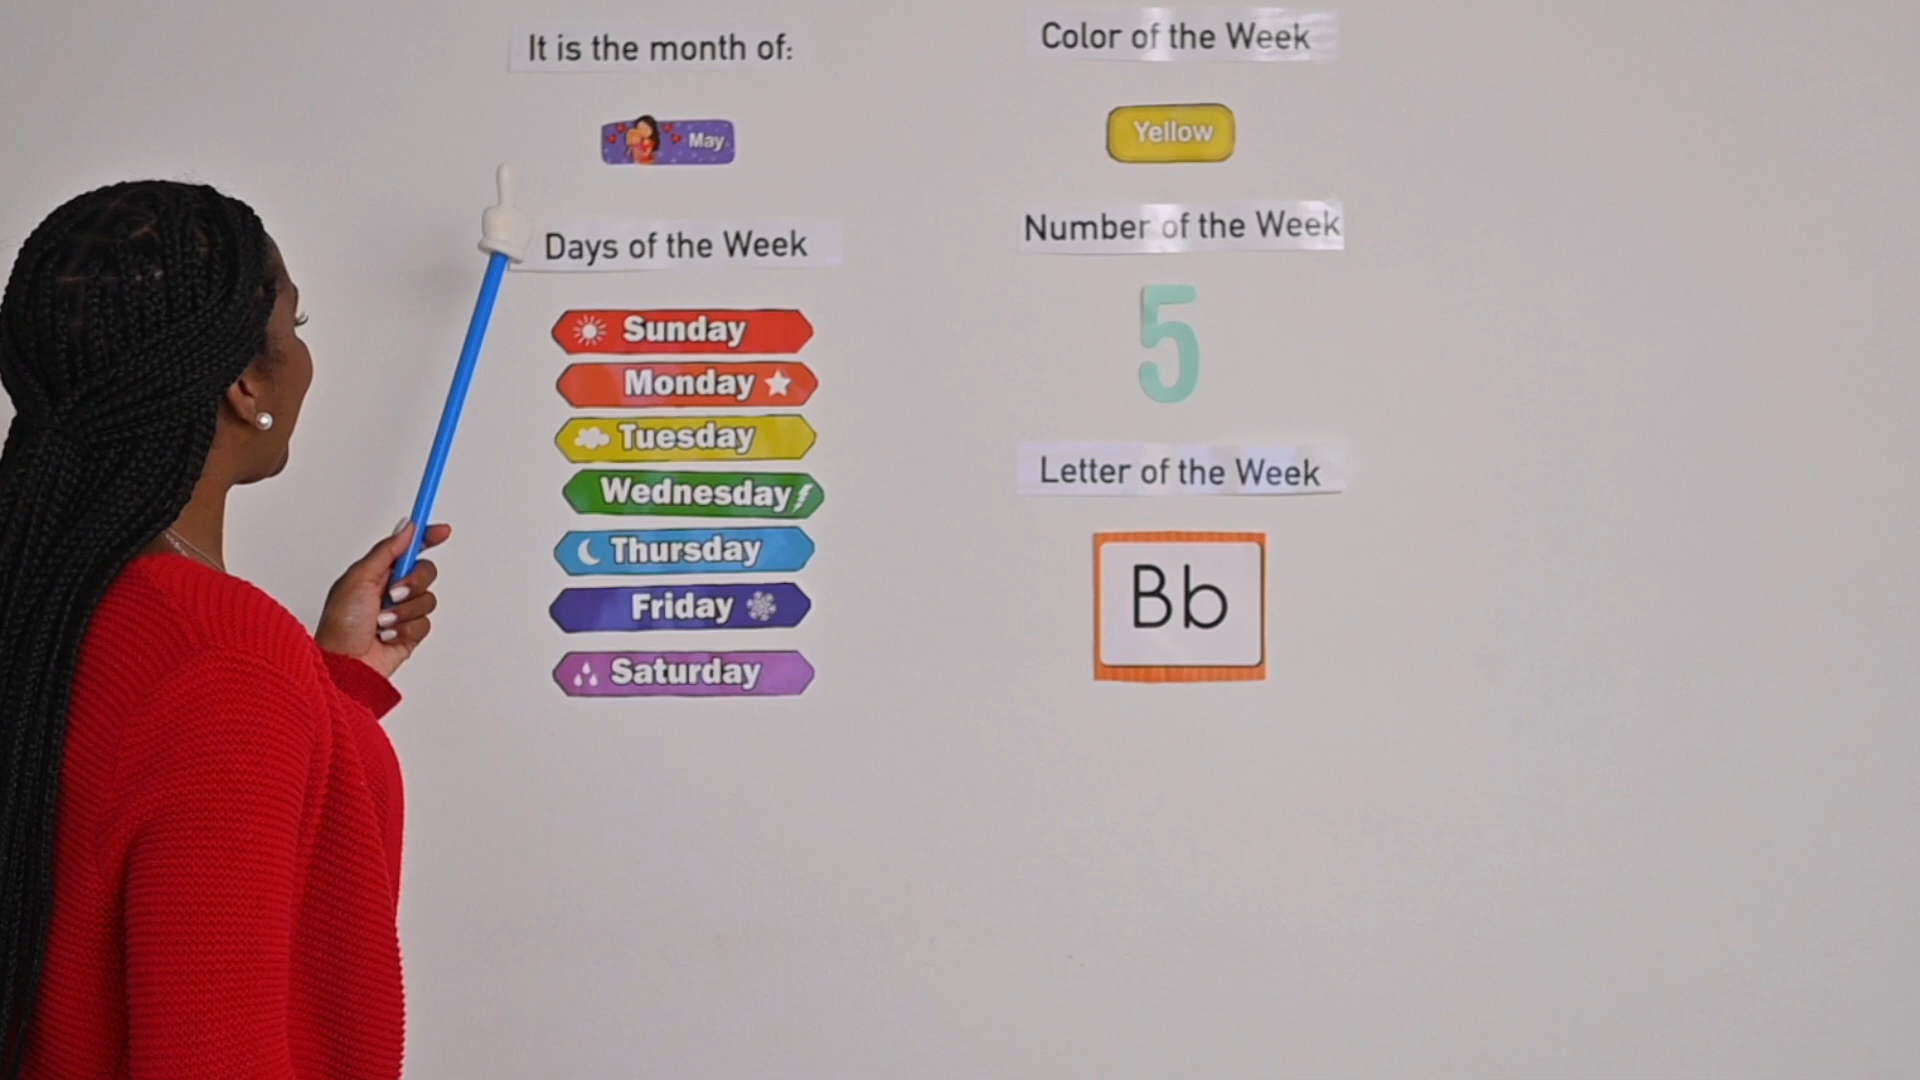 It is the month of:
May
Days of the Week
Sunday
Monday
Tuesday
Wednesday
Thursday
Friday
Saturday
Color of the Week
Yellow
Number of the Week
5
Letter of the Week
Bb